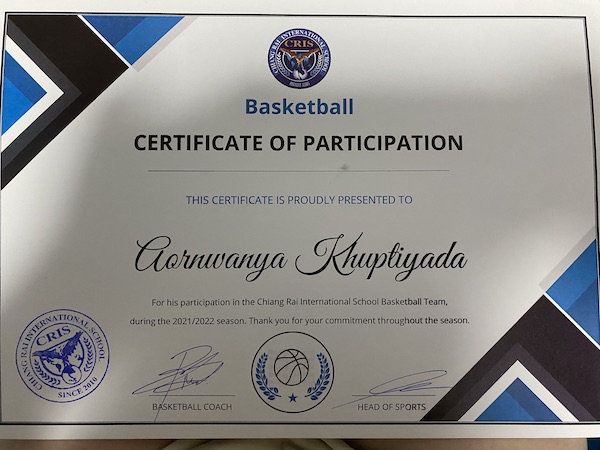 CHIANG RAI INTERNATIONAL SCHOOL
CRIS
Basketball
CERTIFICATE OF PARTICIPATION
THIS CERTIFICATE IS PROUDLY PRESENTED TO
Aornwanya Khuptiyada
For his participation in the Chiang Rai International School Basketball Team,
during the 2021/2022 season. Thank you for your commitment throughout the season.
CHIANG RAI INTERNATIONAL SCHOOL
CRIS
SINCE 2010
BASKETBALL COACH
HEAD OF SPORTS